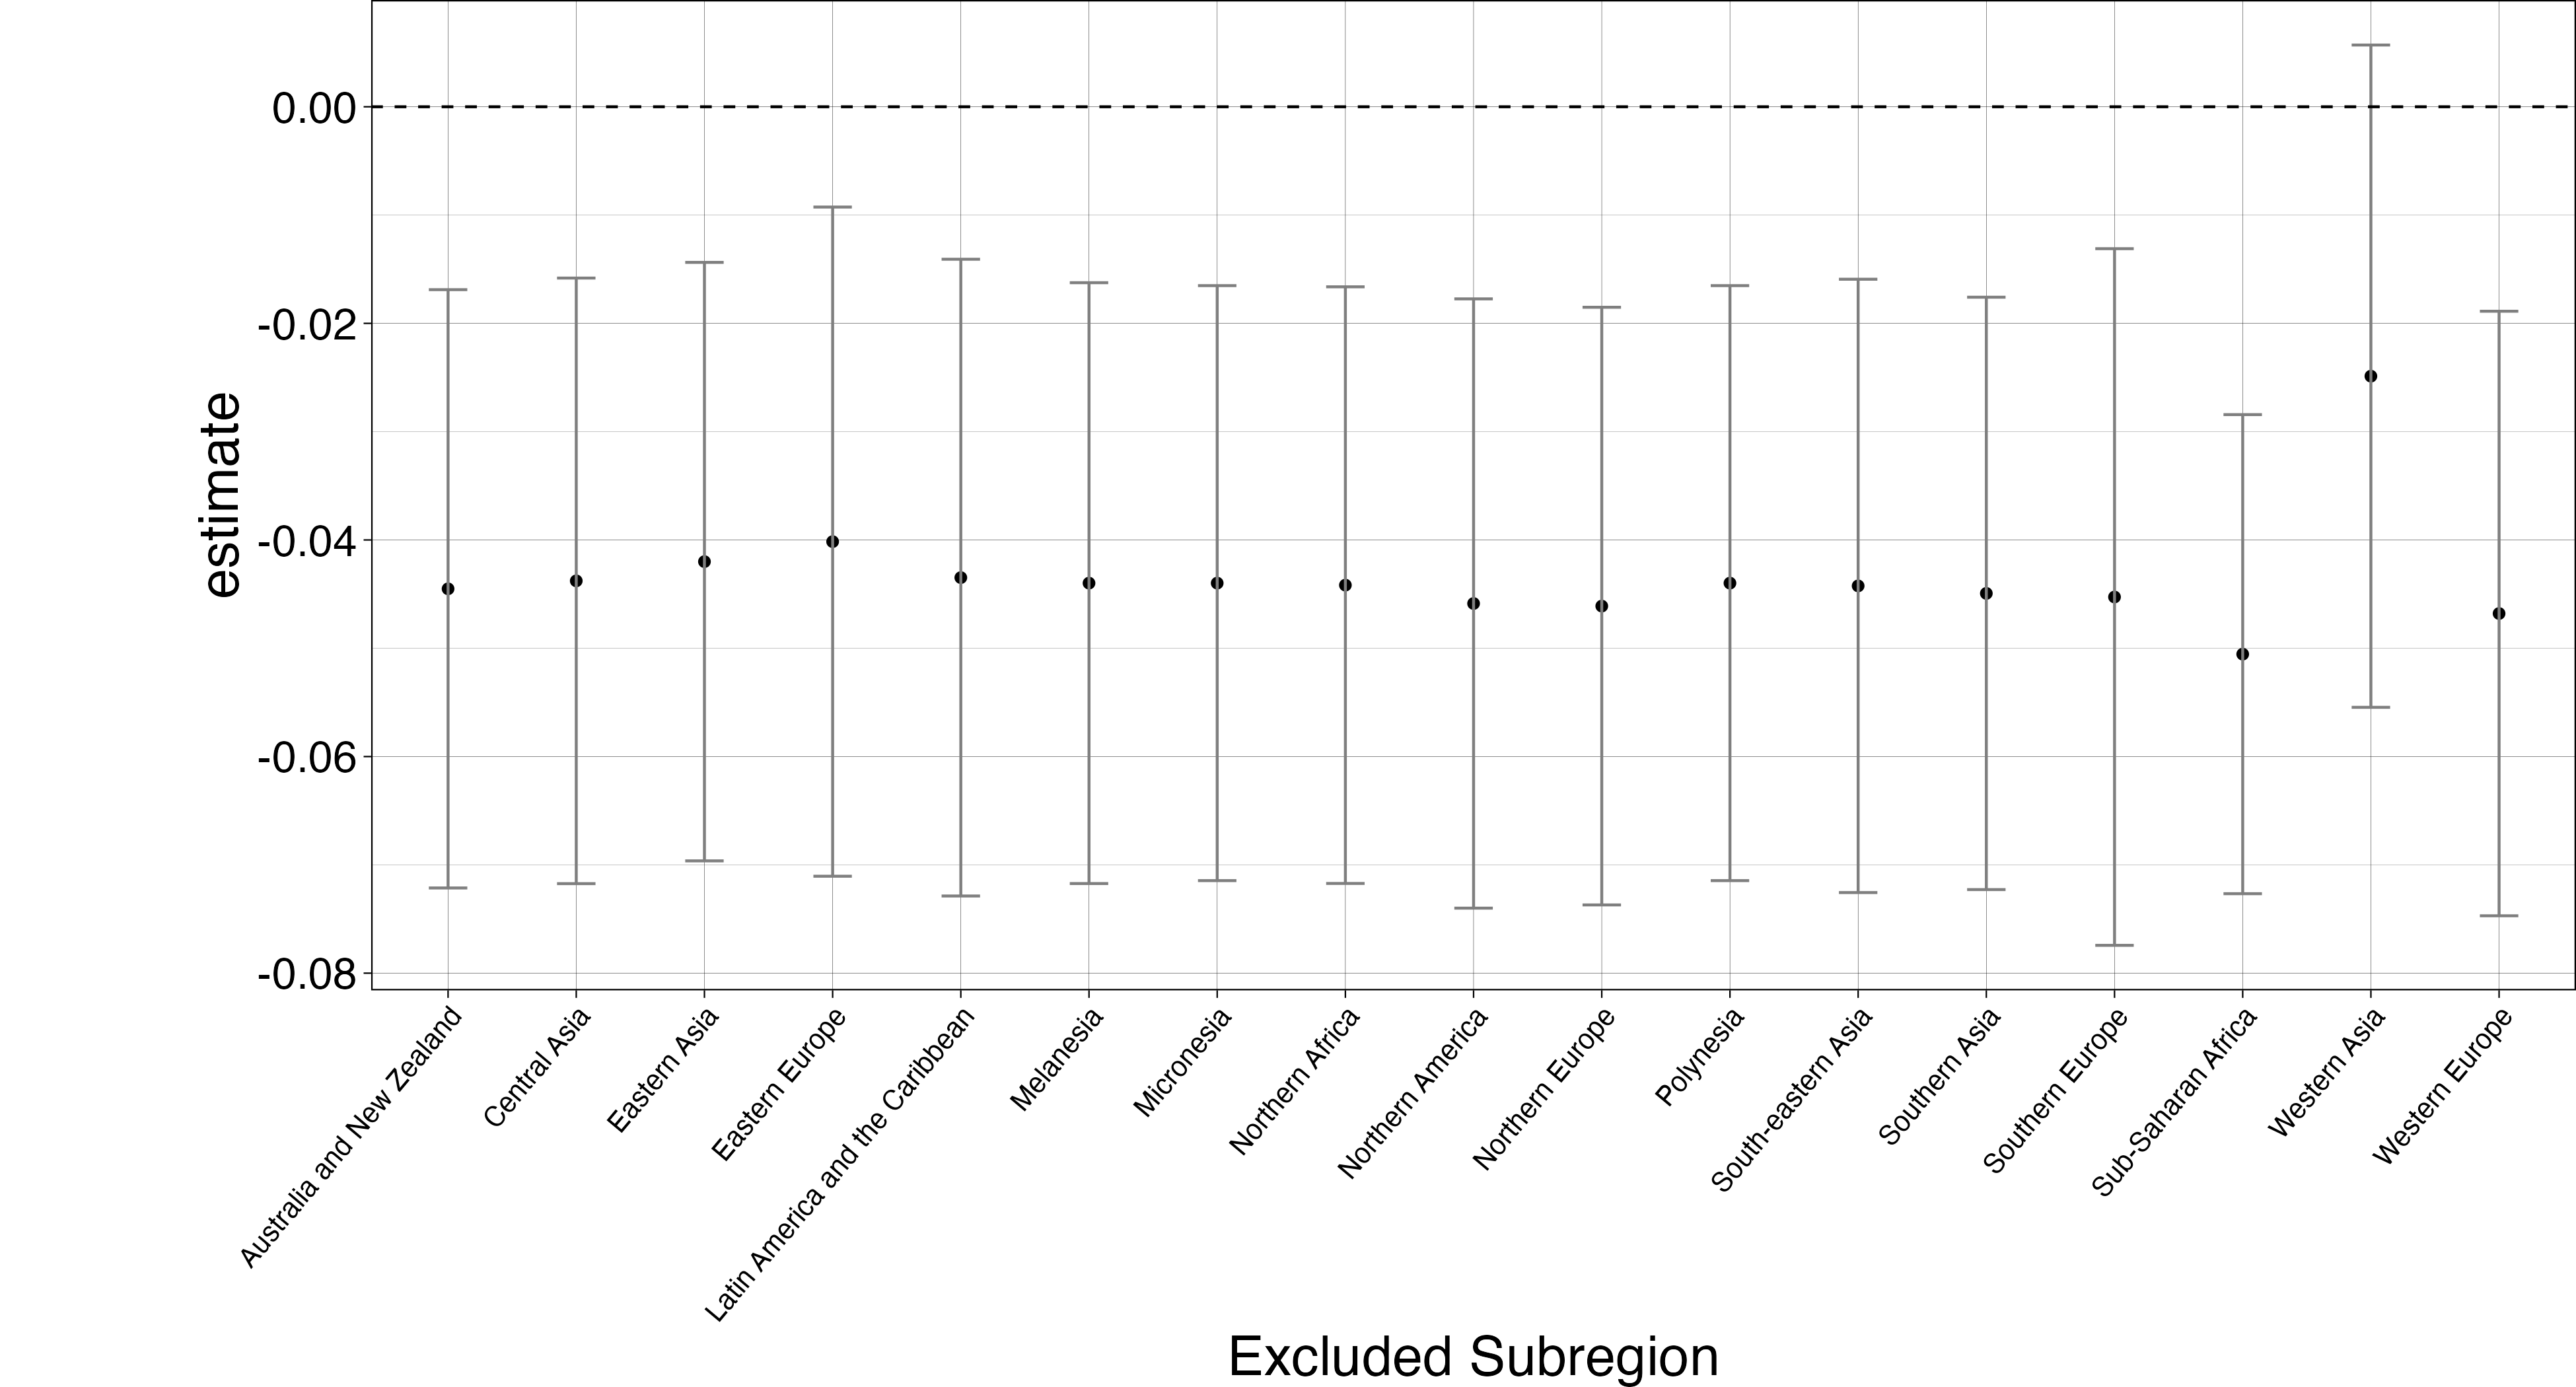 estimate
0.00
-0.02
-0.04
-0.06
-0.08
Australia and New Zealand
Central Asia
Eastern Asia
Eastern Europe
Latin America and the Caribbean
Melanesia
Micronesia
Northern Africa
Northern America
Northern Europe
Polynesia
South-eastern Asia
Southern Asia
Southern Europe
Sub-Saharan Africa
Western Asia
Western Europe
Excluded Subregion